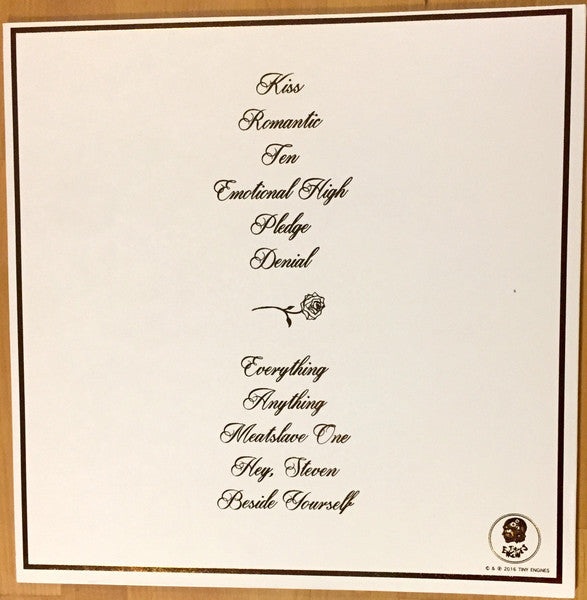 Kiss
Romantic
Ten
Emotional High
Pledge
Denial
Everything
Anything
Meatslave One
Hey, Steven
Beside Yourself
© & ℗ 2016 TINY ENGINES